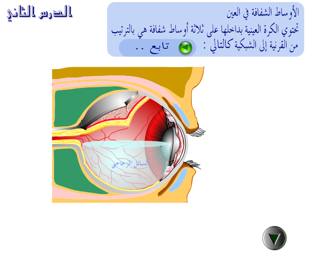 الدرس الثاني
الأوساط الشفافة في العين
تحتوي الكرة العينية بداخلها على ثلاثة أوساط شفافة هي بالترتيب
من القرنية إلى الشبكية كالتالي :
تابع ..
السائل الزجاجي